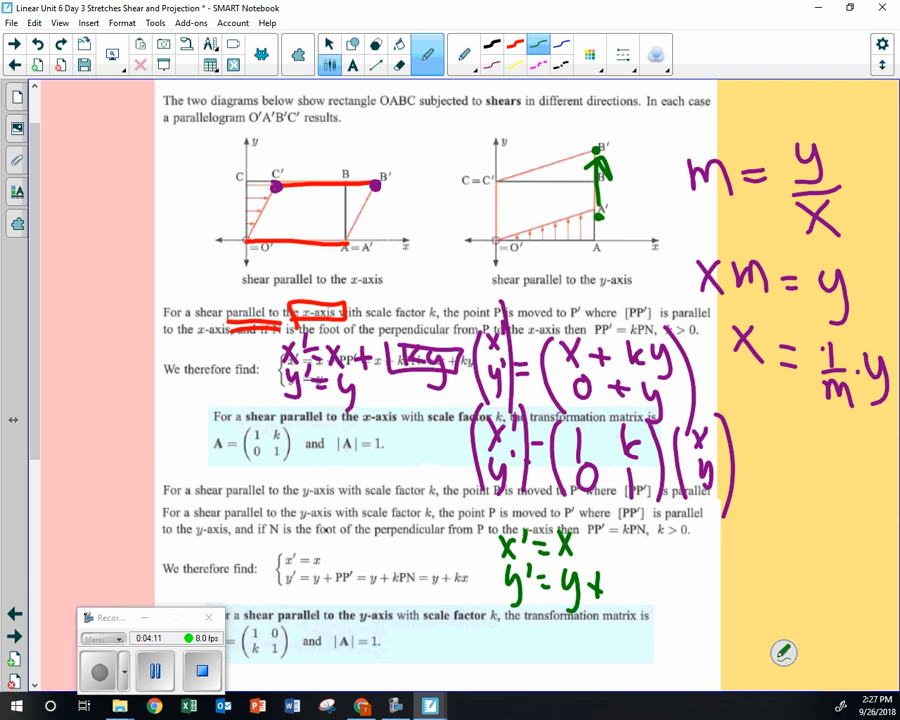 Linear Unit 6 Day 3 Stretches Shear and Projection * - SMART Notebook
File Edit View Insert Format Tools Add-ons Account Help
The two diagrams below show rectangle OABC subjected to shears in different directions. In each case
a parallelogram O′A′B′C′ results.
y
C C′ B B′
=O′ A=A′ x
shear parallel to the x-axis
y
B′
C=C′ B
A′
=O′ A x
shear parallel to the y-axis
m = y/x
xm = y
x = 1/m · y
For a shear parallel to the x-axis with scale factor k, the point P is moved to P′ where [PP′] is parallel
to the x-axis, and if N is the foot of the perpendicular from P to the x-axis then PP′ = kPN, k > 0.
We therefore find:
x′ = x + ky
y′ = y
(x′ y′) = (x + ky 0 + y)
For a shear parallel to the x-axis with scale factor k, the transformation matrix is
A = (1 k 0 1) and |A| = 1.
(x′ y′) = (1 k 0 1)(x y)
For a shear parallel to the y-axis with scale factor k, the point P is moved to P′ where [PP′] is parallel
For a shear parallel to the y-axis with scale factor k, the point P is moved to P′ where [PP′] is parallel
to the y-axis, and if N is the foot of the perpendicular from P to the y-axis then PP′ = kPN, k > 0.
x′ = x
y′ = y +
We therefore find: { x′ = x
y′ = y + PP′ = y + kPN = y + kx
r a shear parallel to the y-axis with scale factor k, the transformation matrix is
= (1 0 k 1) and |A| = 1.
Recor...
Menu 0:04:11 8.0 fps
2:27 PM
9/26/2018